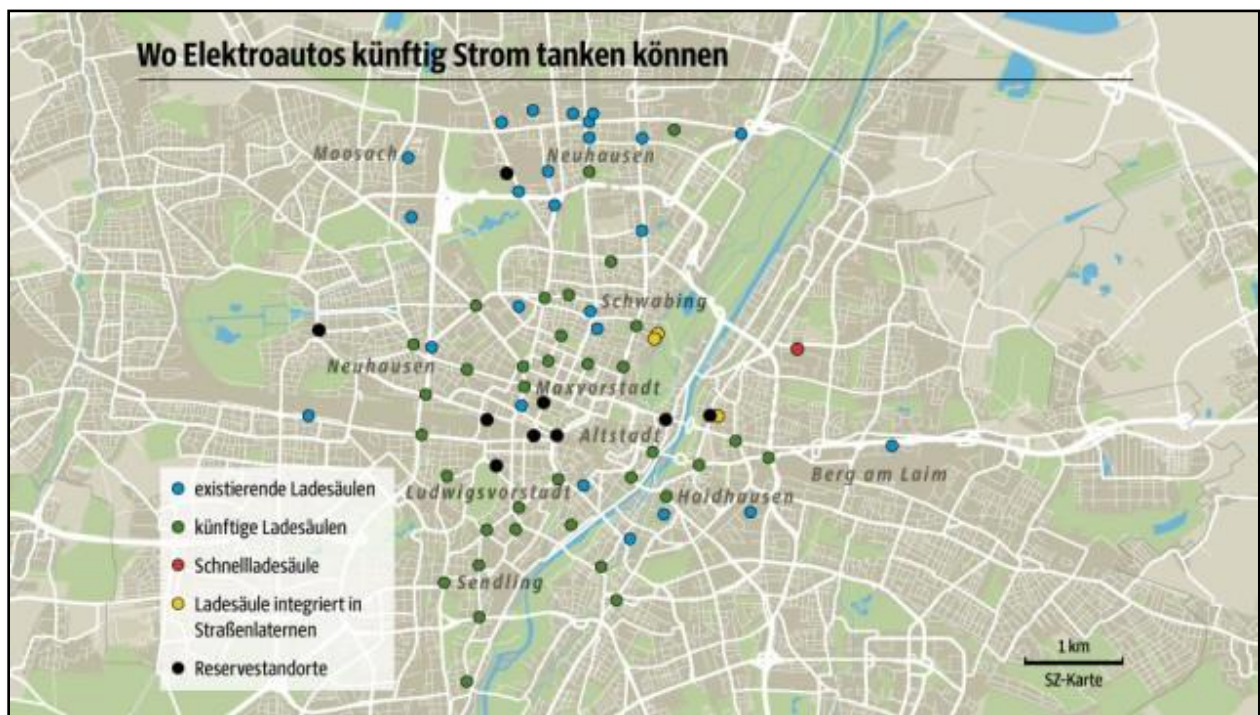 Wo Elektroautos künftig Strom tanken können
Moosach
Neuhausen
Schwabing
Neuhausen
Maxvorstadt
Altstadt
Berg am Laim
Ludwigsvorstadt
Haidhausen
Sendling
existierende Ladesäulen
künftige Ladesäulen
Schnellladesäule
Ladesäule integriert in
Straßenlaternen
Reservestandorte
1 km
SZ-Karte